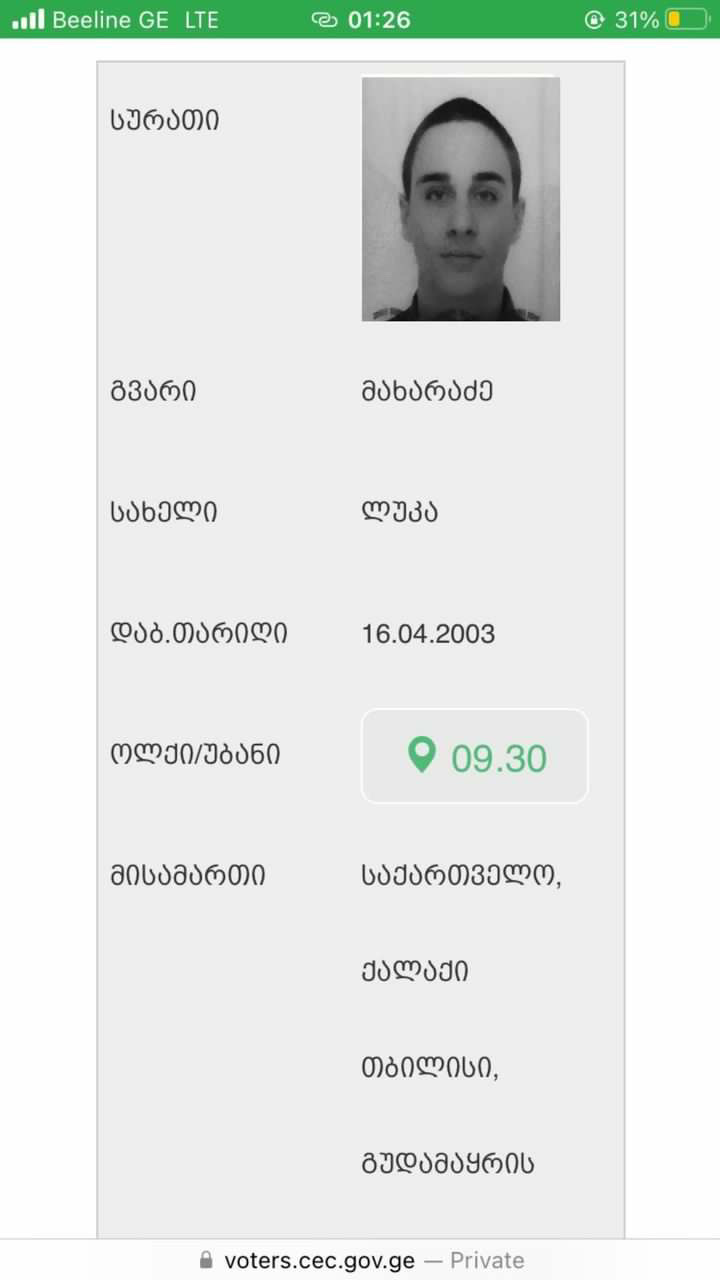 Beeline GE LTE 01:26 31%
სურათი
გვარი მახარაძე
სახელი ლუკა
დაბ.თარიღი 16.04.2003
ოლქი/უბანი 09.30
მისამართი საქართველო,
ქალაქი
თბილისი,
გუდამაყრის
voters.cec.gov.ge — Private